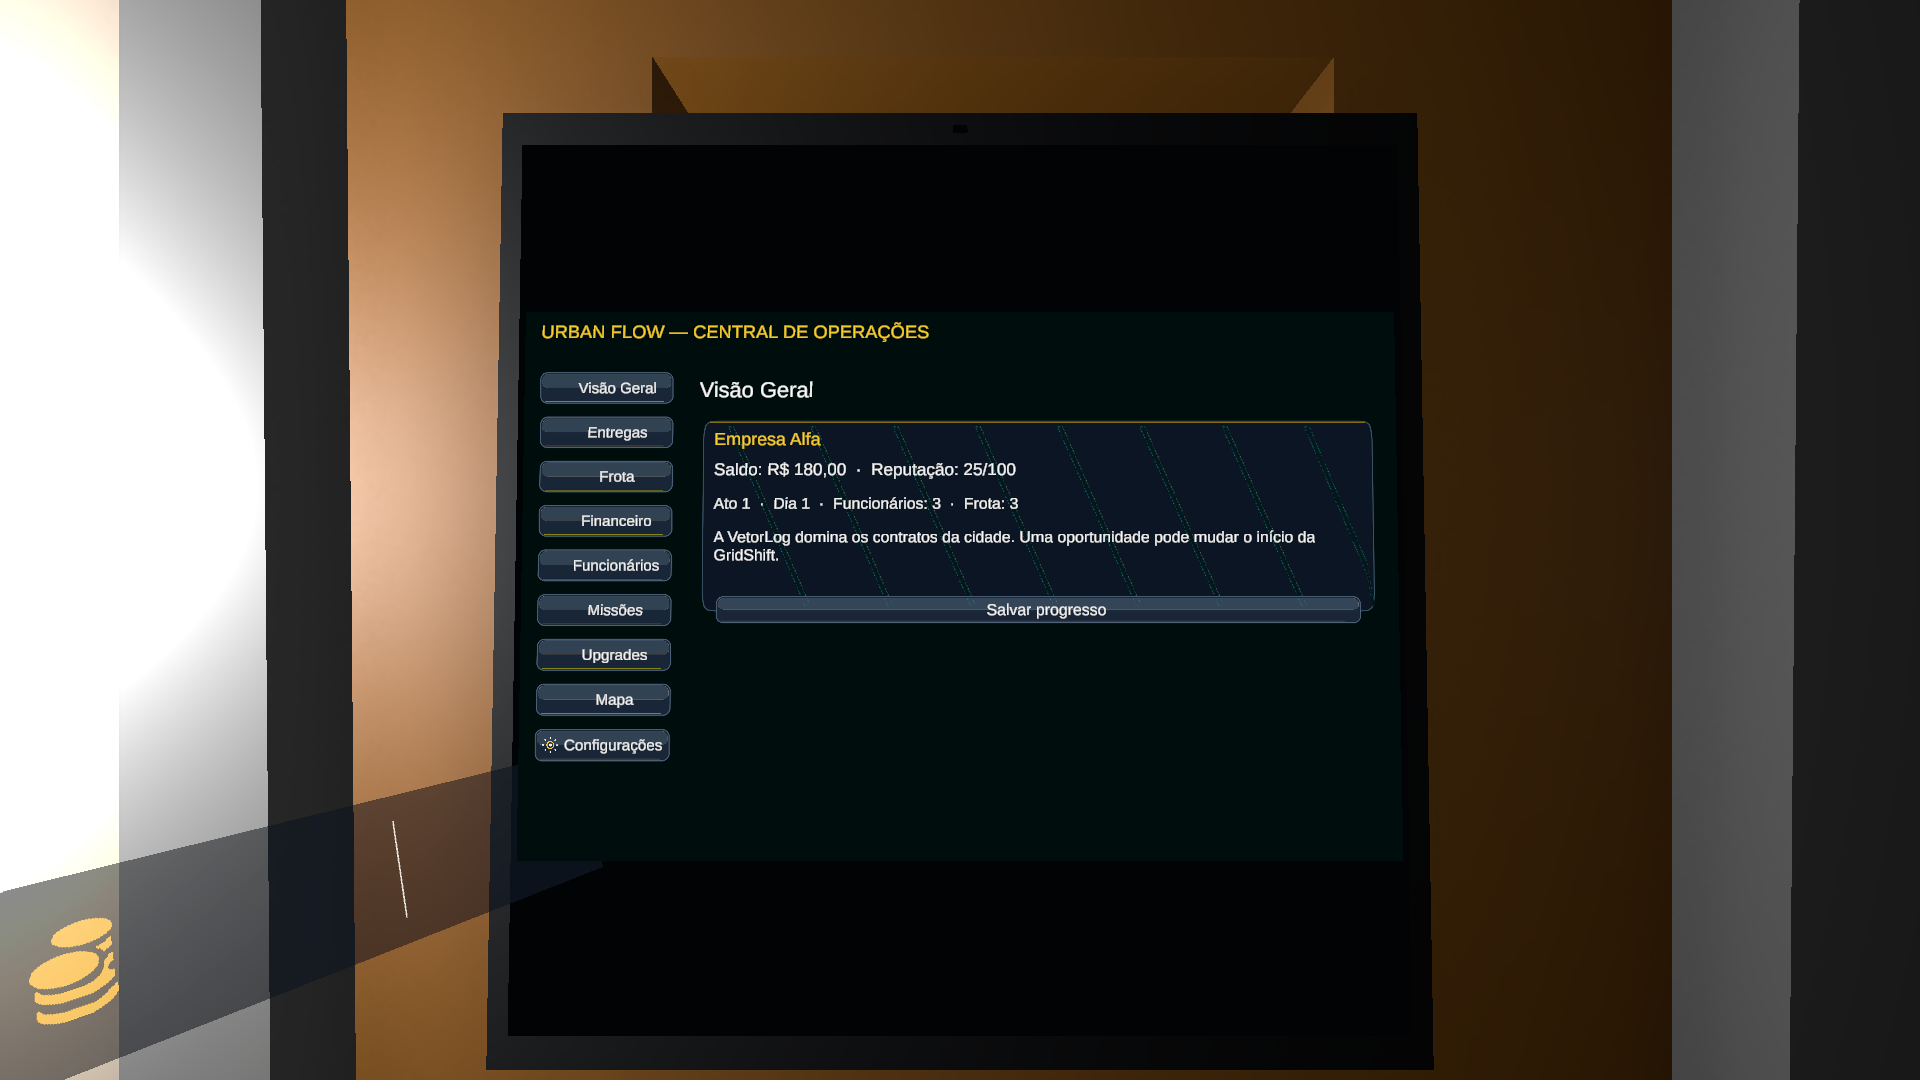 URBAN FLOW — CENTRAL DE OPERAÇÕES
Visão Geral
Entregas
Frota
Financeiro
Funcionários
Missões
Upgrades
Mapa
Configurações
Visão Geral
Empresa Alfa
Saldo: R$ 180,00 · Reputação: 25/100
Ato 1 · Dia 1 · Funcionários: 3 · Frota: 3
A VetorLog domina os contratos da cidade. Uma oportunidade pode mudar o início da
GridShift.
Salvar progresso